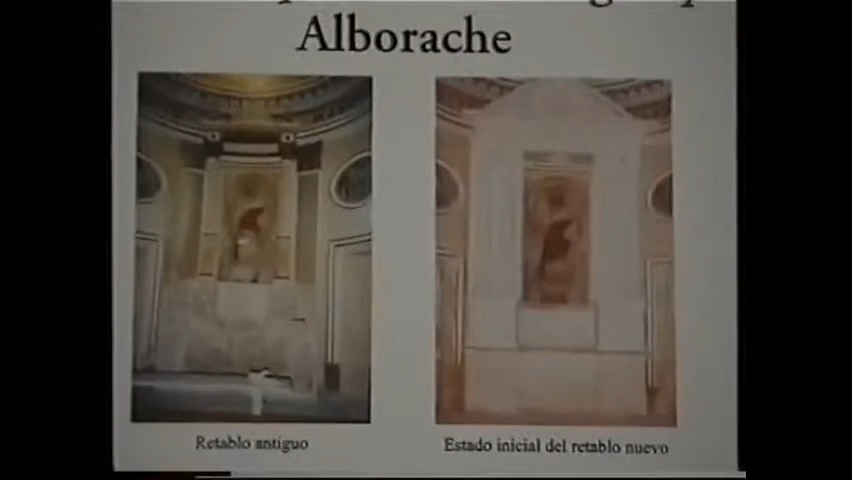 Alborache
Retablo antiguo
Estado inicial del retablo nuevo